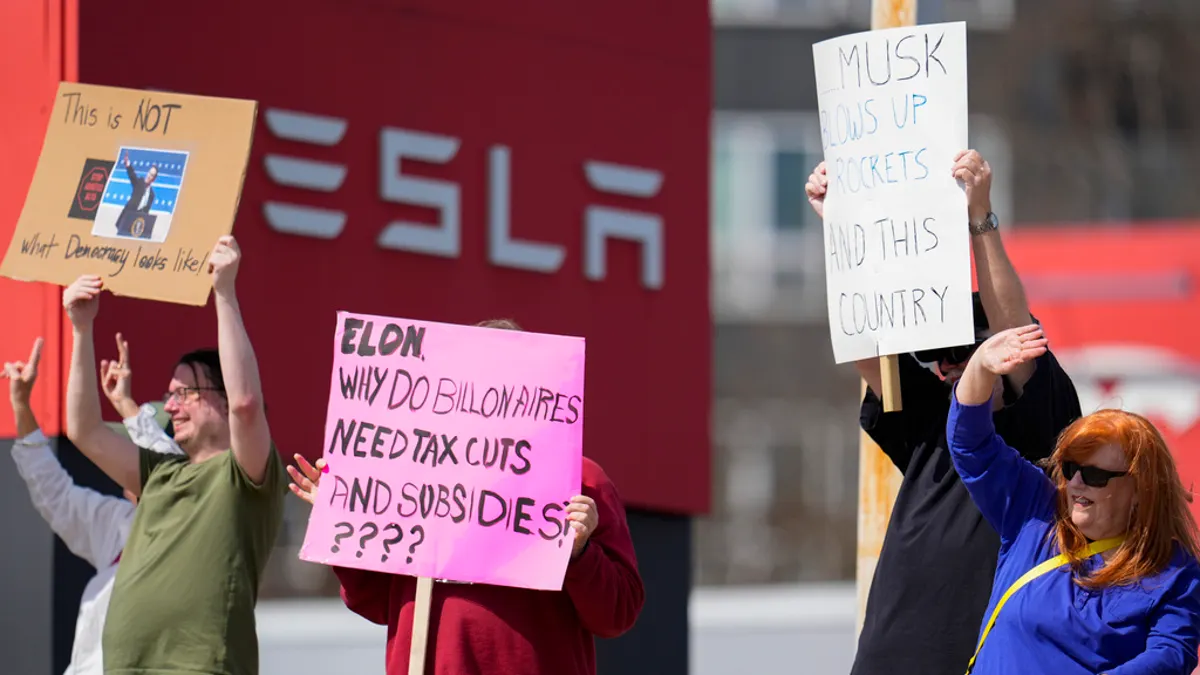 This is NOT
what Democracy looks like!
ESLA
ELON,
WHY DO BILLONAIRES
NEED TAX CUTS
AND SUBSIDIES?
????
MUSK
BLOWS UP
ROCKETS
AND THIS
COUNTRY